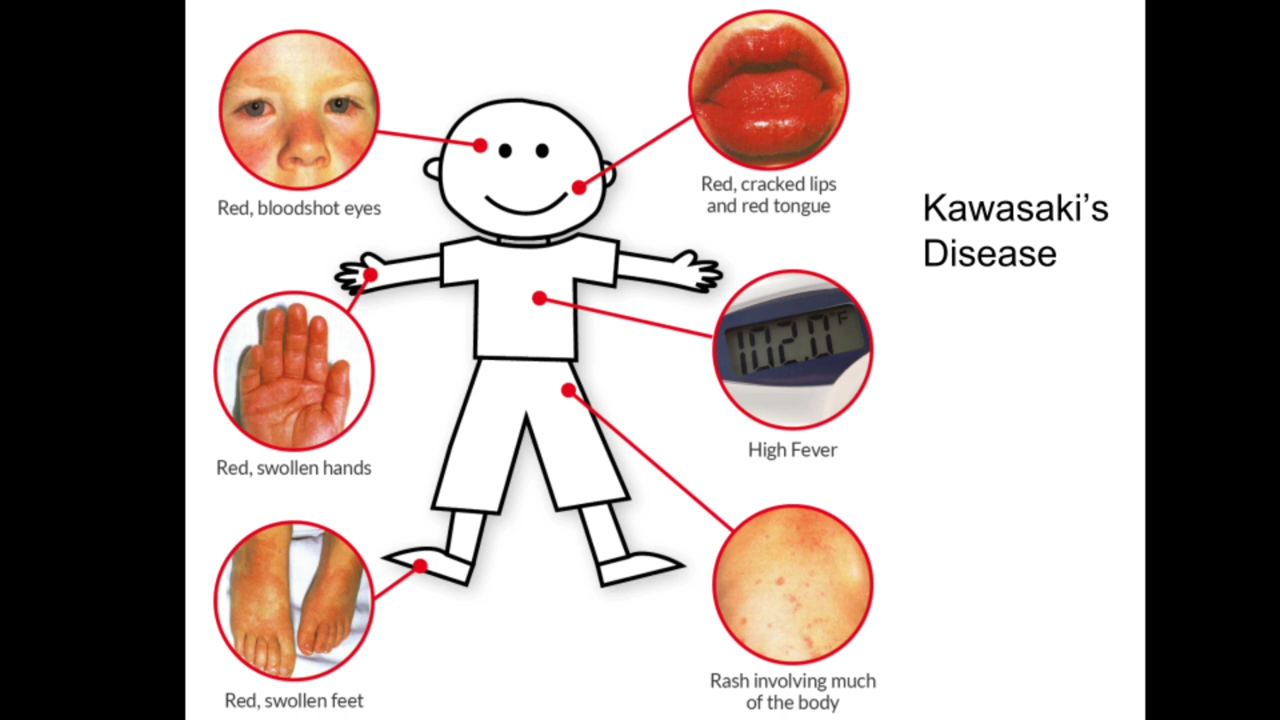 Red, bloodshot eyes
Red, cracked lips
and red tongue
Kawasaki’s
Disease
102.0°F
Red, swollen hands
High Fever
Red, swollen feet
Rash involving much
of the body